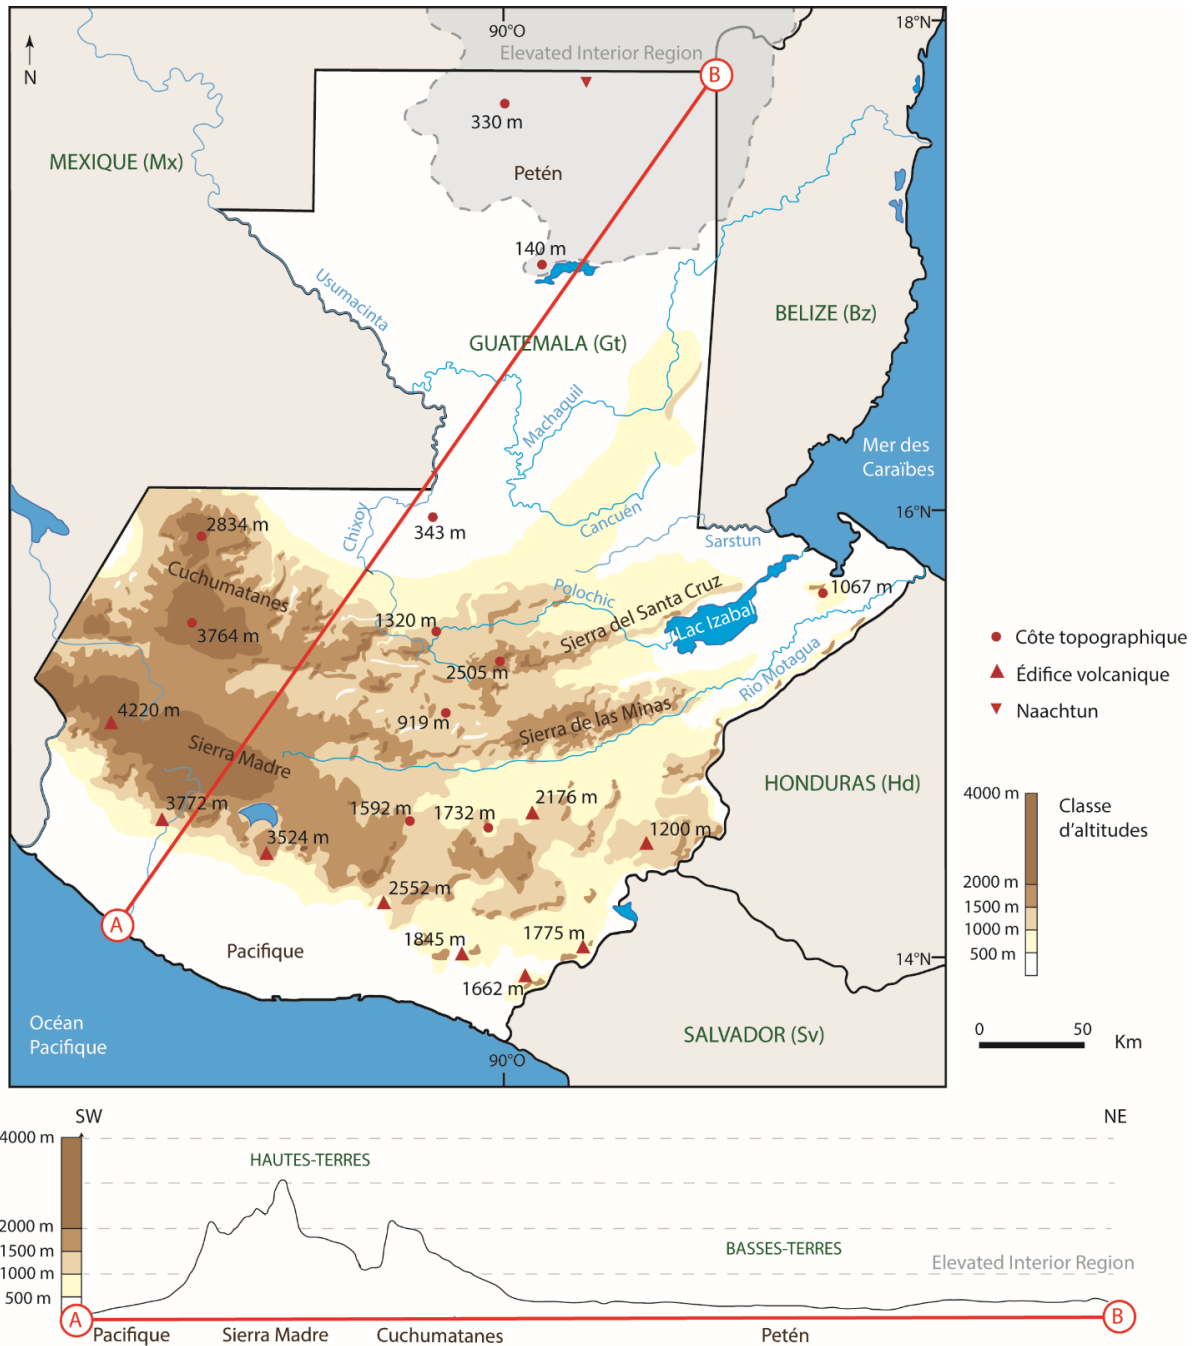 90°O
18°N
Elevated Interior Region
N
B
330 m
MEXIQUE (Mx)
Petén
140 m
Usumacinta
BELIZE (Bz)
GUATEMALA (Gt)
Machaquil
Mer des
Caraïbes
16°N
2834 m
Chixoy
343 m
Cancuén
Sarstun
Cuchumatanes
Polochic
1067 m
1320 m
Sierra del Santa Cruz
Lac Izabal
3764 m
2505 m
Rio Motagua
4220 m
919 m
Sierra de las Minas
Sierra Madre
HONDURAS (Hd)
3772 m
1592 m
1732 m
2176 m
3524 m
1200 m
2552 m
A
Pacifique
1845 m
1775 m
14°N
1662 m
Océan
Pacifique
SALVADOR (Sv)
90°O
Côte topographique
Édifice volcanique
Naachtun
4000 m
Classe
d'altitudes
2000 m
1500 m
1000 m
500 m
0
50
Km
SW
NE
4000 m
HAUTES-TERRES
2000 m
1500 m
BASSES-TERRES
1000 m
Elevated Interior Region
500 m
A
B
Pacifique
Sierra Madre
Cuchumatanes
Petén